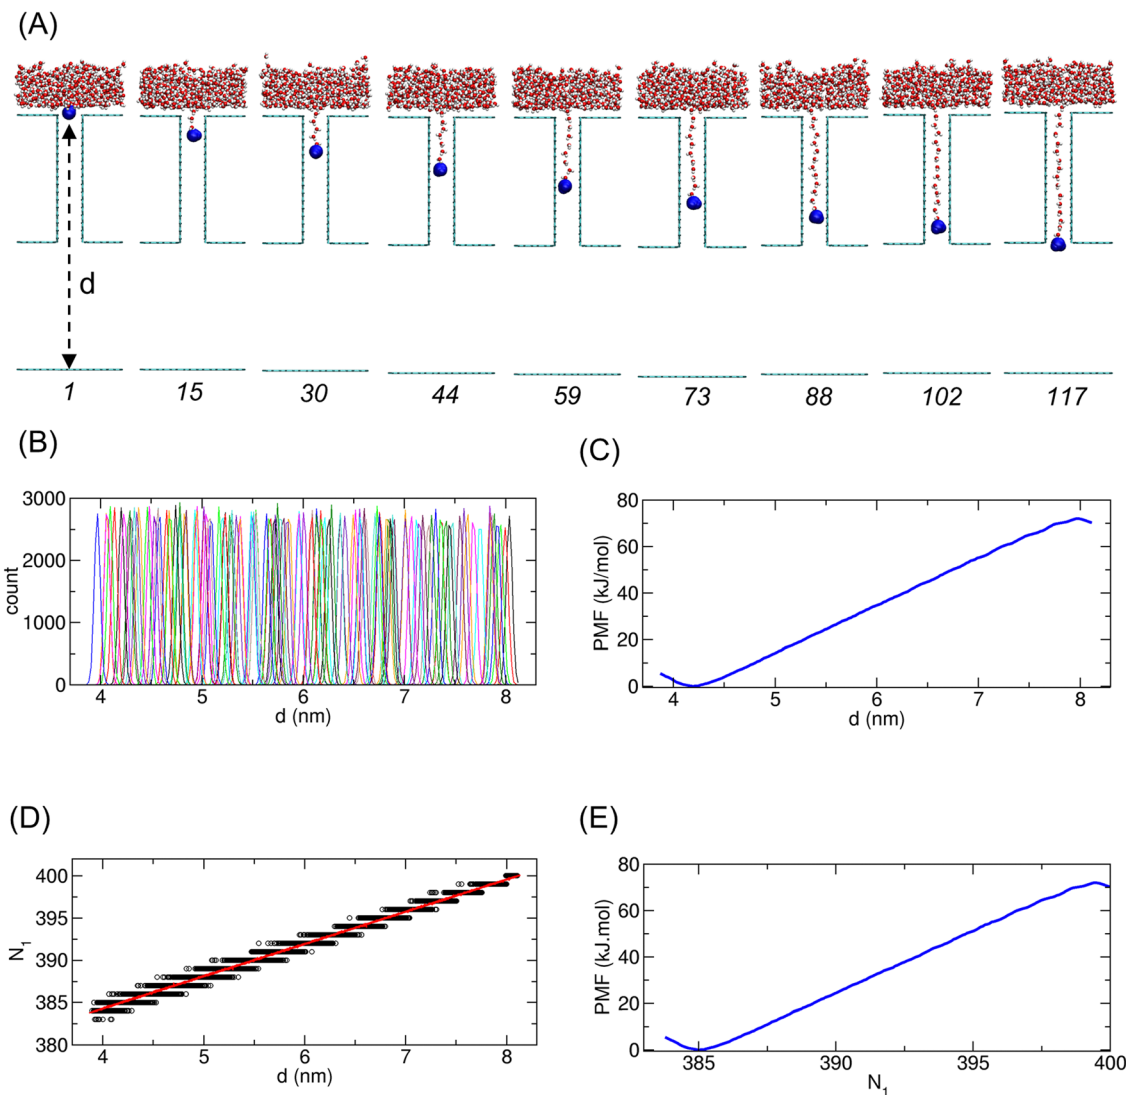 (A)
d
1 15 30 44 59 73 88 102 117
(B)
3000
2000
1000
0
count
4 5 6 7 8
d (nm)
(C)
80
60
40
20
0
PMF (kJ/mol)
4 5 6 7 8
d (nm)
(D)
400
395
390
385
380
N1
4 5 6 7 8
d (nm)
(E)
80
60
40
20
0
PMF (kJ.mol)
385 390 395 400
N1